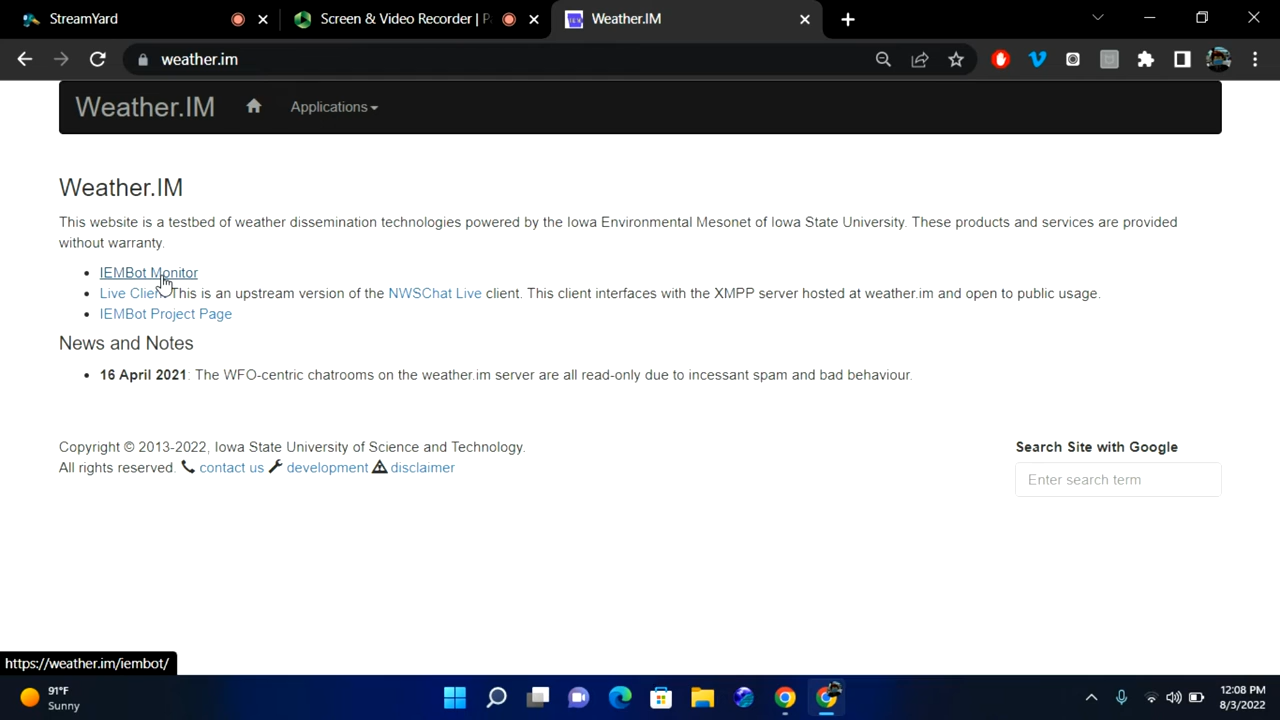 StreamYard
Screen & Video Recorder |
Weather.IM
weather.im
Weather.IM
Applications
Weather.IM
This website is a testbed of weather dissemination technologies powered by the Iowa Environmental Mesonet of Iowa State University. These products and services are provided
without warranty.
IEMBot Monitor
Live Client This is an upstream version of the NWSChat Live client. This client interfaces with the XMPP server hosted at weather.im and open to public usage.
IEMBot Project Page
News and Notes
16 April 2021: The WFO-centric chatrooms on the weather.im server are all read-only due to incessant spam and bad behaviour.
Copyright © 2013-2022, Iowa State University of Science and Technology.
All rights reserved. contact us development disclaimer
Search Site with Google
Enter search term
https://weather.im/iembot/
91°F
Sunny
12:08 PM
8/3/2022